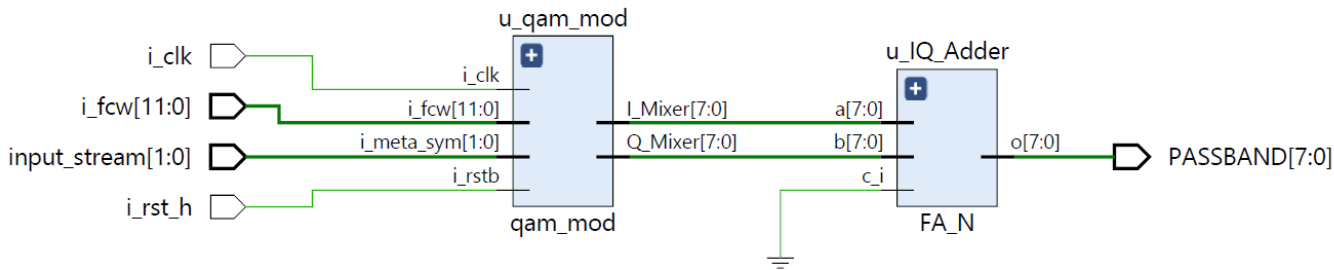 u_qam_mod
u_IQ_Adder
i_clk
i_clk
i_fcw[11:0]
i_fcw[11:0]
I_Mixer[7:0]
a[7:0]
input_stream[1:0]
i_meta_sym[1:0]
Q_Mixer[7:0]
b[7:0]
o[7:0]
PASSBAND[7:0]
i_rst_h
i_rstb
c_i
qam_mod
FA_N